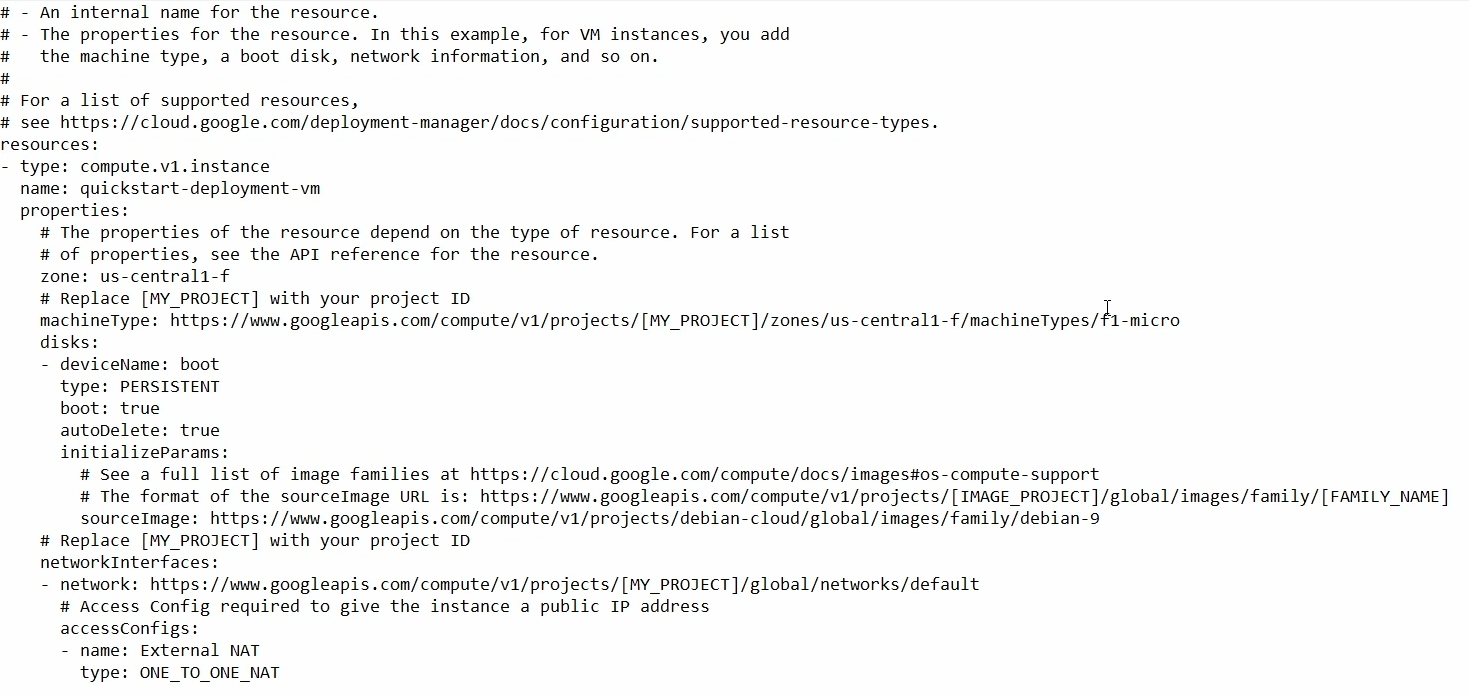 # - An internal name for the resource.
# - The properties for the resource. In this example, for VM instances, you add
#   the machine type, a boot disk, network information, and so on.
#
# For a list of supported resources,
# see https://cloud.google.com/deployment-manager/docs/configuration/supported-resource-types.
resources:
- type: compute.v1.instance
  name: quickstart-deployment-vm
  properties:
    # The properties of the resource depend on the type of resource. For a list
    # of properties, see the API reference for the resource.
    zone: us-central1-f
    # Replace [MY_PROJECT] with your project ID
    machineType: https://www.googleapis.com/compute/v1/projects/[MY_PROJECT]/zones/us-central1-f/machineTypes/f1-micro
    disks:
    - deviceName: boot
      type: PERSISTENT
      boot: true
      autoDelete: true
      initializeParams:
        # See a full list of image families at https://cloud.google.com/compute/docs/images#os-compute-support
        # The format of the sourceImage URL is: https://www.googleapis.com/compute/v1/projects/[IMAGE_PROJECT]/global/images/family/[FAMILY_NAME]
        sourceImage: https://www.googleapis.com/compute/v1/projects/debian-cloud/global/images/family/debian-9
    # Replace [MY_PROJECT] with your project ID
    networkInterfaces:
    - network: https://www.googleapis.com/compute/v1/projects/[MY_PROJECT]/global/networks/default
      # Access Config required to give the instance a public IP address
      accessConfigs:
      - name: External NAT
        type: ONE_TO_ONE_NAT